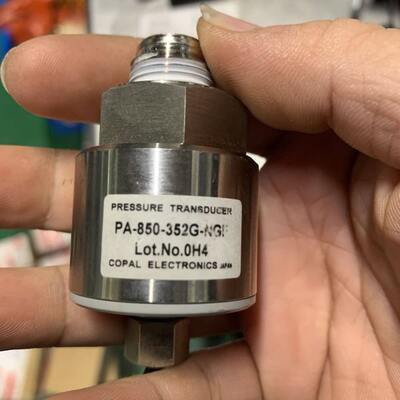 PRESSURE TRANSDUCER
PA-850-352G-NGF
Lot.No.0H4
COPAL ELECTRONICS JAPAN